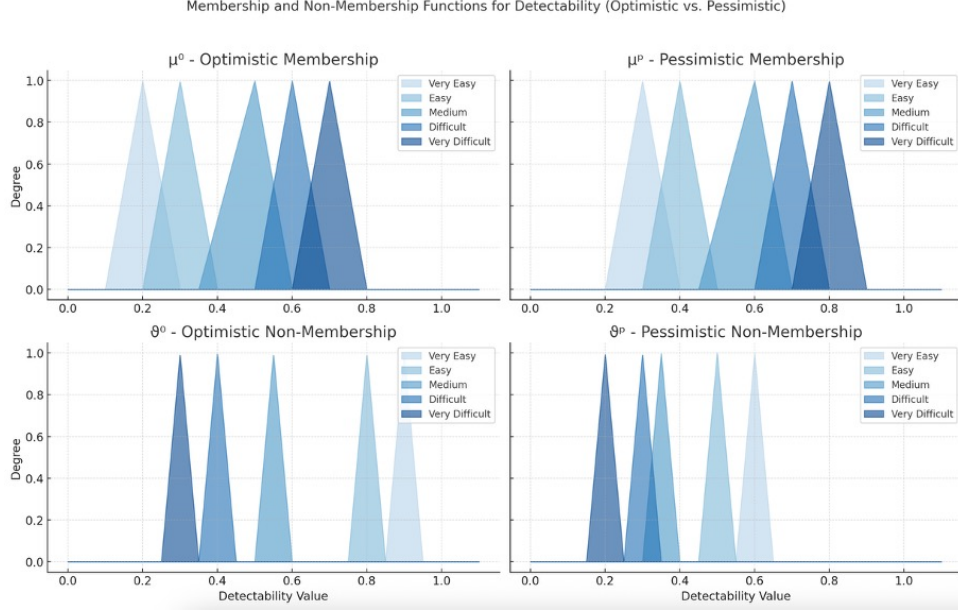 Membership and Non-Membership Functions for Detectability (Optimistic vs. Pessimistic)
μᵒ - Optimistic Membership
Degree
1.0
0.8
0.6
0.4
0.2
0.0
Very Easy
Easy
Medium
Difficult
Very Difficult
0.0 0.2 0.4 0.6 0.8 1.0
μᵖ - Pessimistic Membership
Very Easy
Easy
Medium
Difficult
Very Difficult
0.0 0.2 0.4 0.6 0.8 1.0
ϑᵒ - Optimistic Non-Membership
Degree
1.0
0.8
0.6
0.4
0.2
0.0
Very Easy
Easy
Medium
Difficult
Very Difficult
0.0 0.2 0.4 0.6 0.8 1.0
Detectability Value
ϑᵖ - Pessimistic Non-Membership
Very Easy
Easy
Medium
Difficult
Very Difficult
0.0 0.2 0.4 0.6 0.8 1.0
Detectability Value